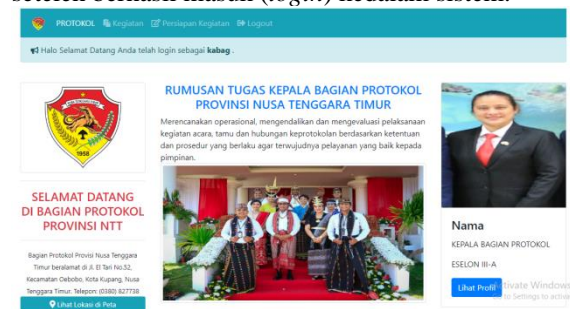 setelah berhasil masuk (login) kedalam sistem.
PROTOKOL Kegiatan Persiapan Kegiatan Logout
Halo Selamat Datang Anda telah login sebagai kabag .
1958
SELAMAT DATANG
DI BAGIAN PROTOKOL
PROVINSI NTT
Bagian Protokol Provisi Nusa Tenggara
Timur beralamat di Jl. El Tari No.52,
Kecamatan Oebobo, Kota Kupang, Nusa
Tenggara Timur. Telepon: (0380) 827738
Lihat Lokasi di Peta
RUMUSAN TUGAS KEPALA BAGIAN PROTOKOL
PROVINSI NUSA TENGGARA TIMUR
Merencanakan operasional, mengendalikan dan mengevaluasi pelaksanaan
kegiatan acara, tamu dan hubungan keprotokolan berdasarkan ketentuan
dan prosedur yang berlaku agar terwujudnya pelayanan yang baik kepada
pimpinan.
Nama
KEPALA BAGIAN PROTOKOL
ESELON III-A
Lihat Profil
Activate Windows
Go to Settings to activa